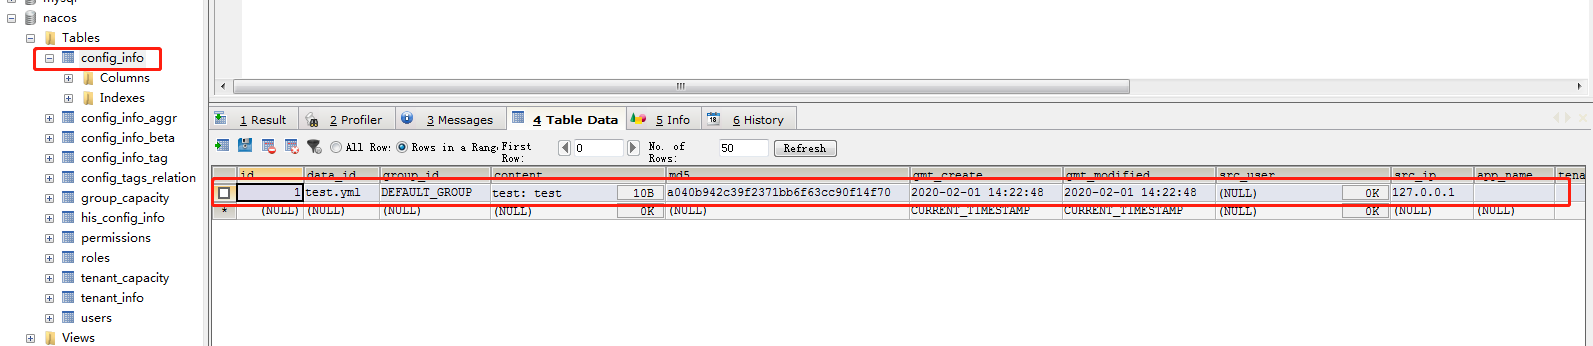 mysql
nacos
Tables
config_info
Columns
Indexes
config_info_aggr
config_info_beta
config_info_tag
config_tags_relation
group_capacity
his_config_info
permissions
roles
tenant_capacity
tenant_info
users
Views
1 Result 2 Profiler 3 Messages 4 Table Data 5 Info 6 History
All Row: Rows in a Rang First Row: 0 No. of Rows: 50 Refresh
id data_id group_id content md5 gmt_create gmt_modified src_user src_ip app_name tena
1 test.yml DEFAULT_GROUP test: test 10B a040b942c39f2371bb6f63cc90f14f70 2020-02-01 14:22:48 2020-02-01 14:22:48 (NULL) 0K 127.0.0.1
* (NULL) (NULL) (NULL) (NULL) 0K (NULL) CURRENT_TIMESTAMP CURRENT_TIMESTAMP (NULL) 0K (NULL) (NULL)